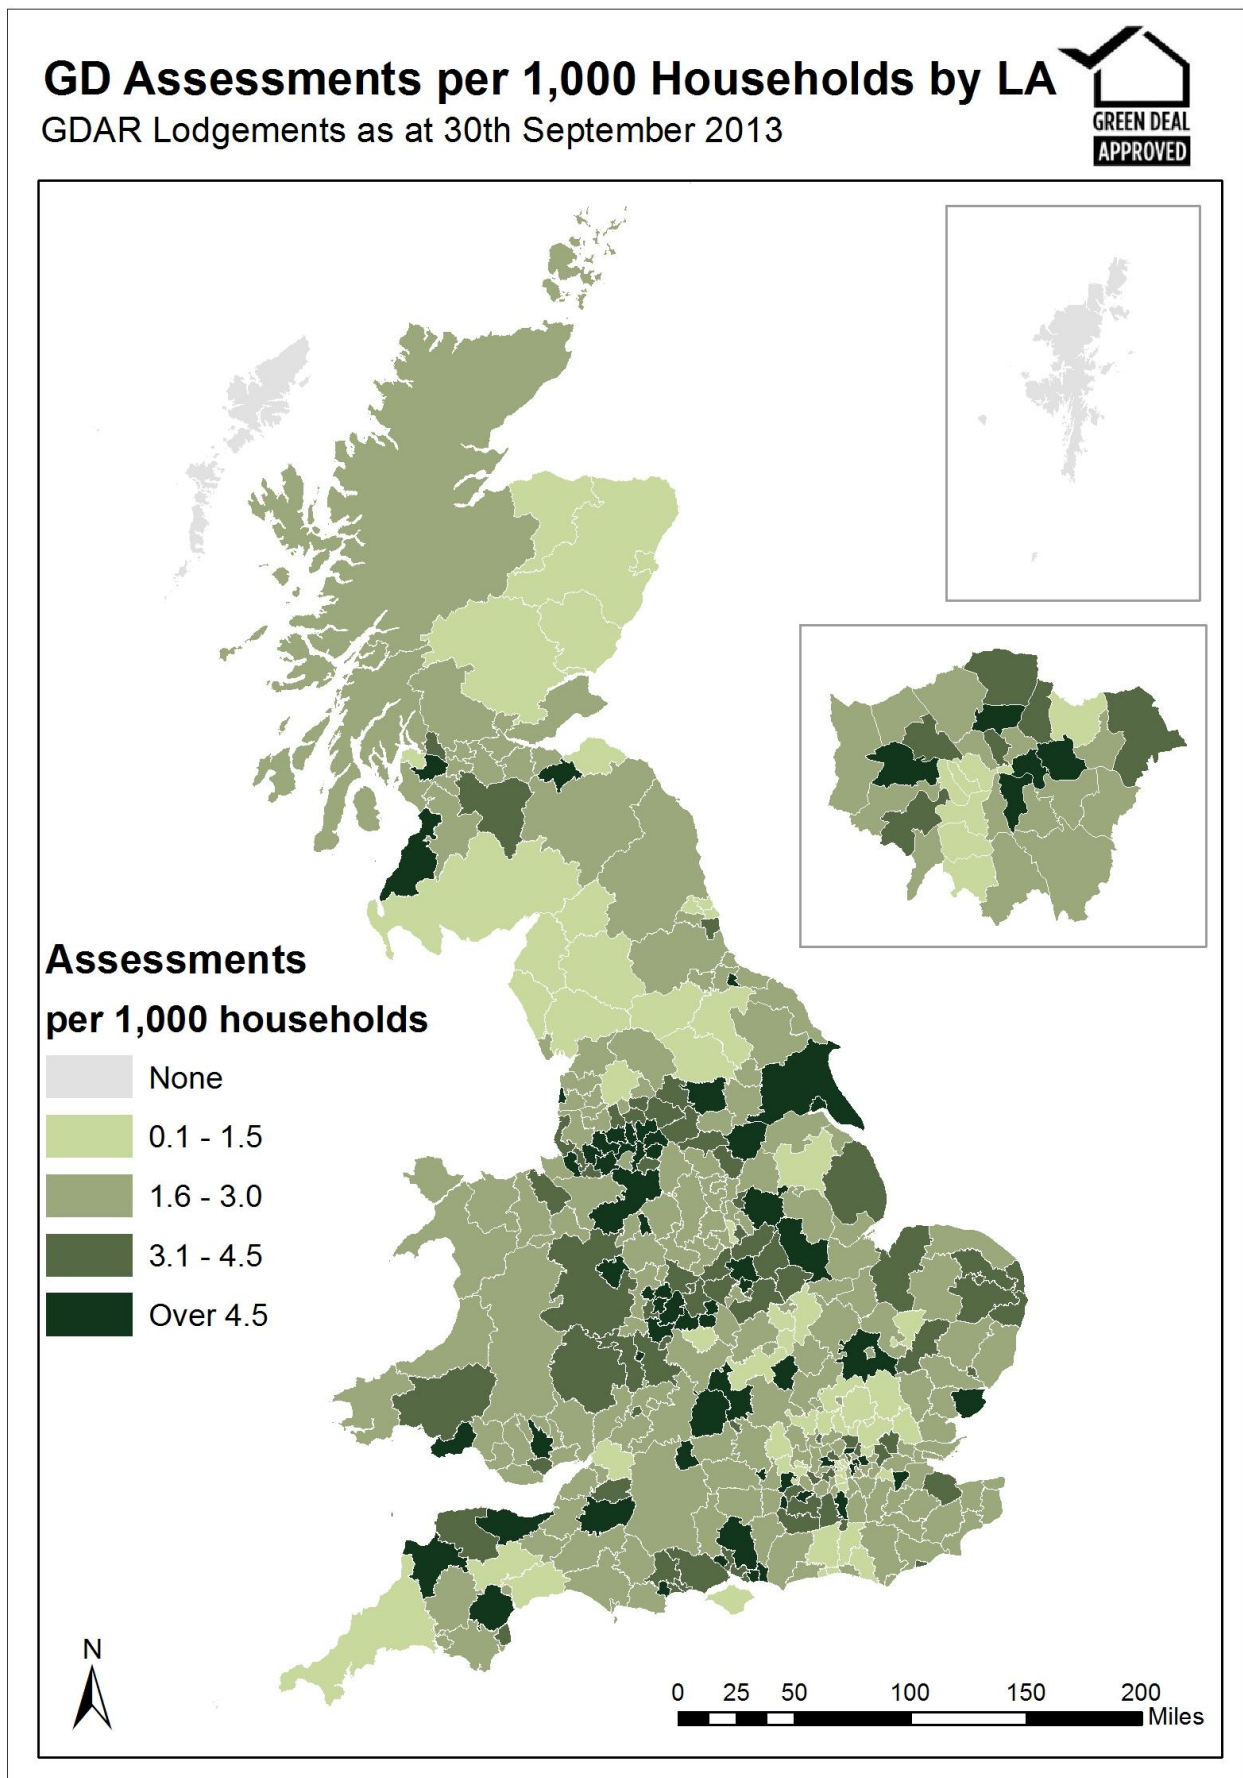 GD Assessments per 1,000 Households by LA
GDAR Lodgements as at 30th September 2013
GREEN DEAL
APPROVED
Assessments
per 1,000 households
None
0.1 - 1.5
1.6 - 3.0
3.1 - 4.5
Over 4.5
N
0 25 50 100 150 200
Miles